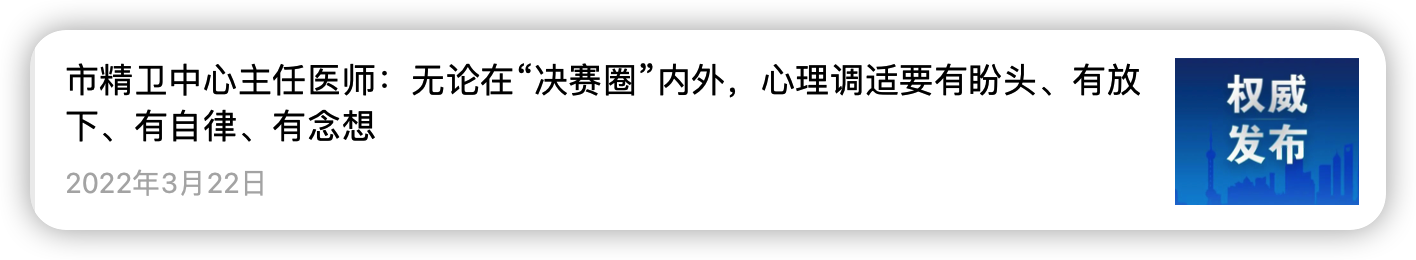 市精卫中心主任医师：无论在“决赛圈”内外，心理调适要有盼头、有放
下、有自律、有念想
2022年3月22日
权威
发布